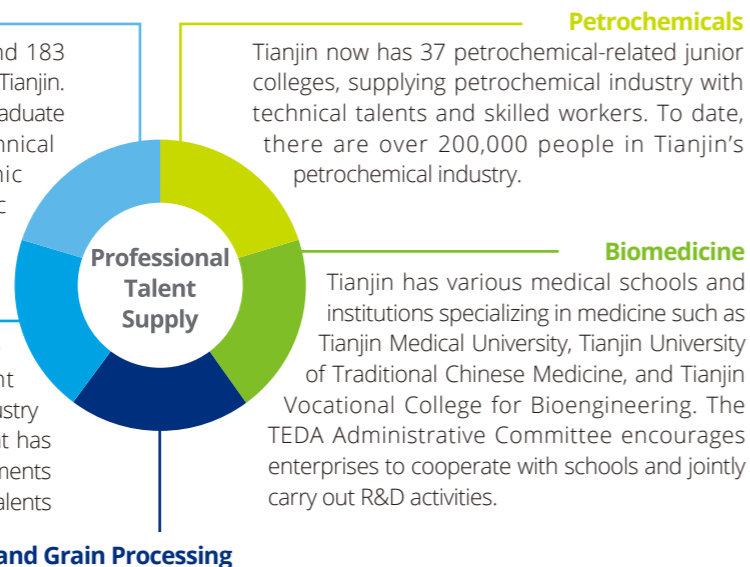 nd 183
Tianjin.
aduate
hnical
nic
c
nt
ustry
t has
ments
alents
Professional
Talent
Supply
Petrochemicals
Tianjin now has 37 petrochemical-related junior
colleges, supplying petrochemical industry with
technical talents and skilled workers. To date,
there are over 200,000 people in Tianjin’s
petrochemical industry.
Biomedicine
Tianjin has various medical schools and
institutions specializing in medicine such as
Tianjin Medical University, Tianjin University
of Traditional Chinese Medicine, and Tianjin
Vocational College for Bioengineering. The
TEDA Administrative Committee encourages
enterprises to cooperate with schools and jointly
carry out R&D activities.
and Grain Processing